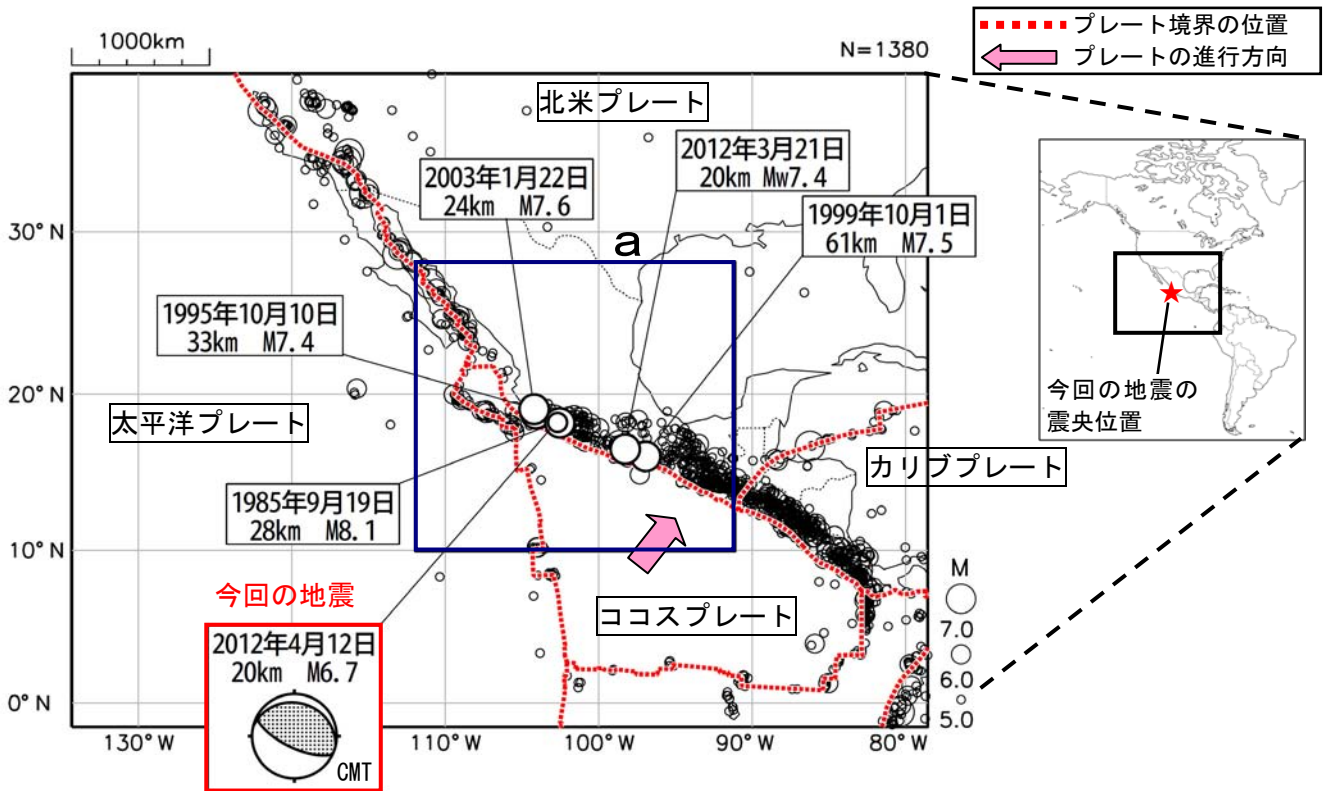 1000km
N=1380
プレート境界の位置
プレートの進行方向
北米プレート
2012年3月21日
20km Mw7.4
2003年1月22日
24km M7.6
1999年10月1日
61km M7.5
30°N
a
1995年10月10日
33km M7.4
今回の地震の
震央位置
20°N
太平洋プレート
カリブプレート
1985年9月19日
28km M8.1
10°N
今回の地震
ココスプレート
M
7.0
6.0
5.0
2012年4月12日
20km M6.7
CMT
0°N
130°W
110°W
100°W
90°W
80°W